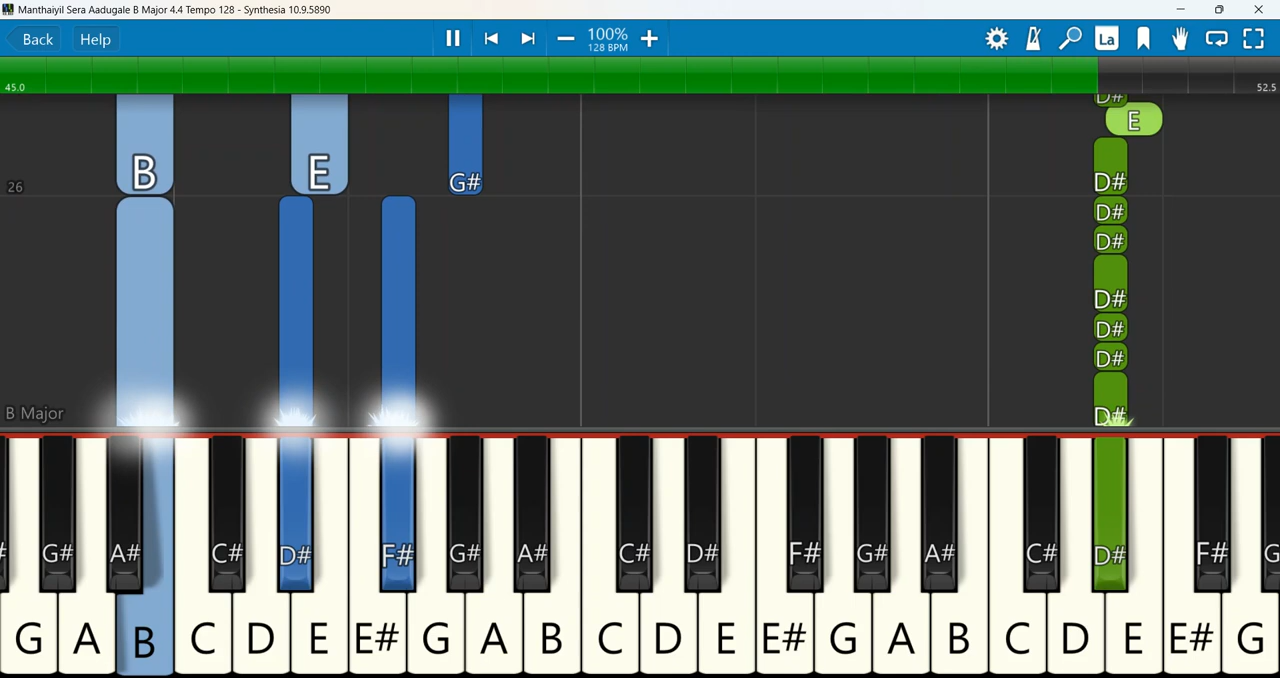 Manthaiyil Sera Aadugale B Major 4.4 Tempo 128 - Synthesia 10.9.5890
Back Help 100% La
128 BPM
45.0 52.5
D#
E
B E G# D#
26
D#
D#
D#
D#
D#
B Major D#
G# A# C# D# F# G# A# C# D# F# G# A# C# D# F# G
G A B C D E E# G A B C D E E# G A B C D E E# G